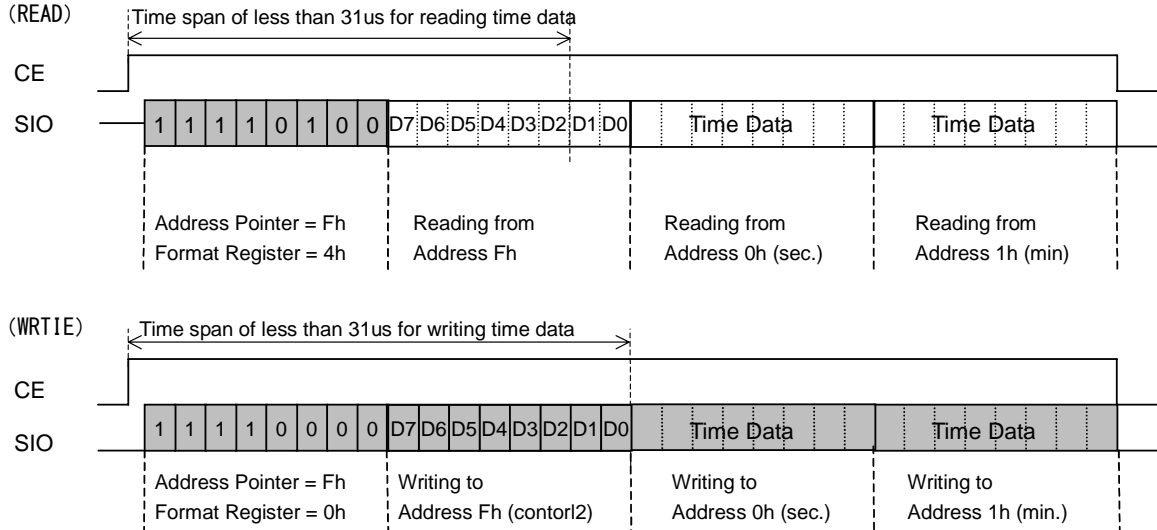 (READ)
Time span of less than 31us for reading time data
CE
SIO
1 1 1 1 0 1 0 0 D7 D6 D5 D4 D3 D2 D1 D0 Time Data Time Data
Address Pointer = Fh
Format Register = 4h
Reading from
Address Fh
Reading from
Address 0h (sec.)
Reading from
Address 1h (min)
(WRTIE)
Time span of less than 31us for writing time data
CE
SIO
1 1 1 1 0 0 0 0 D7 D6 D5 D4 D3 D2 D1 D0 Time Data Time Data
Address Pointer = Fh
Format Register = 0h
Writing to
Address Fh (contorl2)
Writing to
Address 0h (sec.)
Writing to
Address 1h (min.)